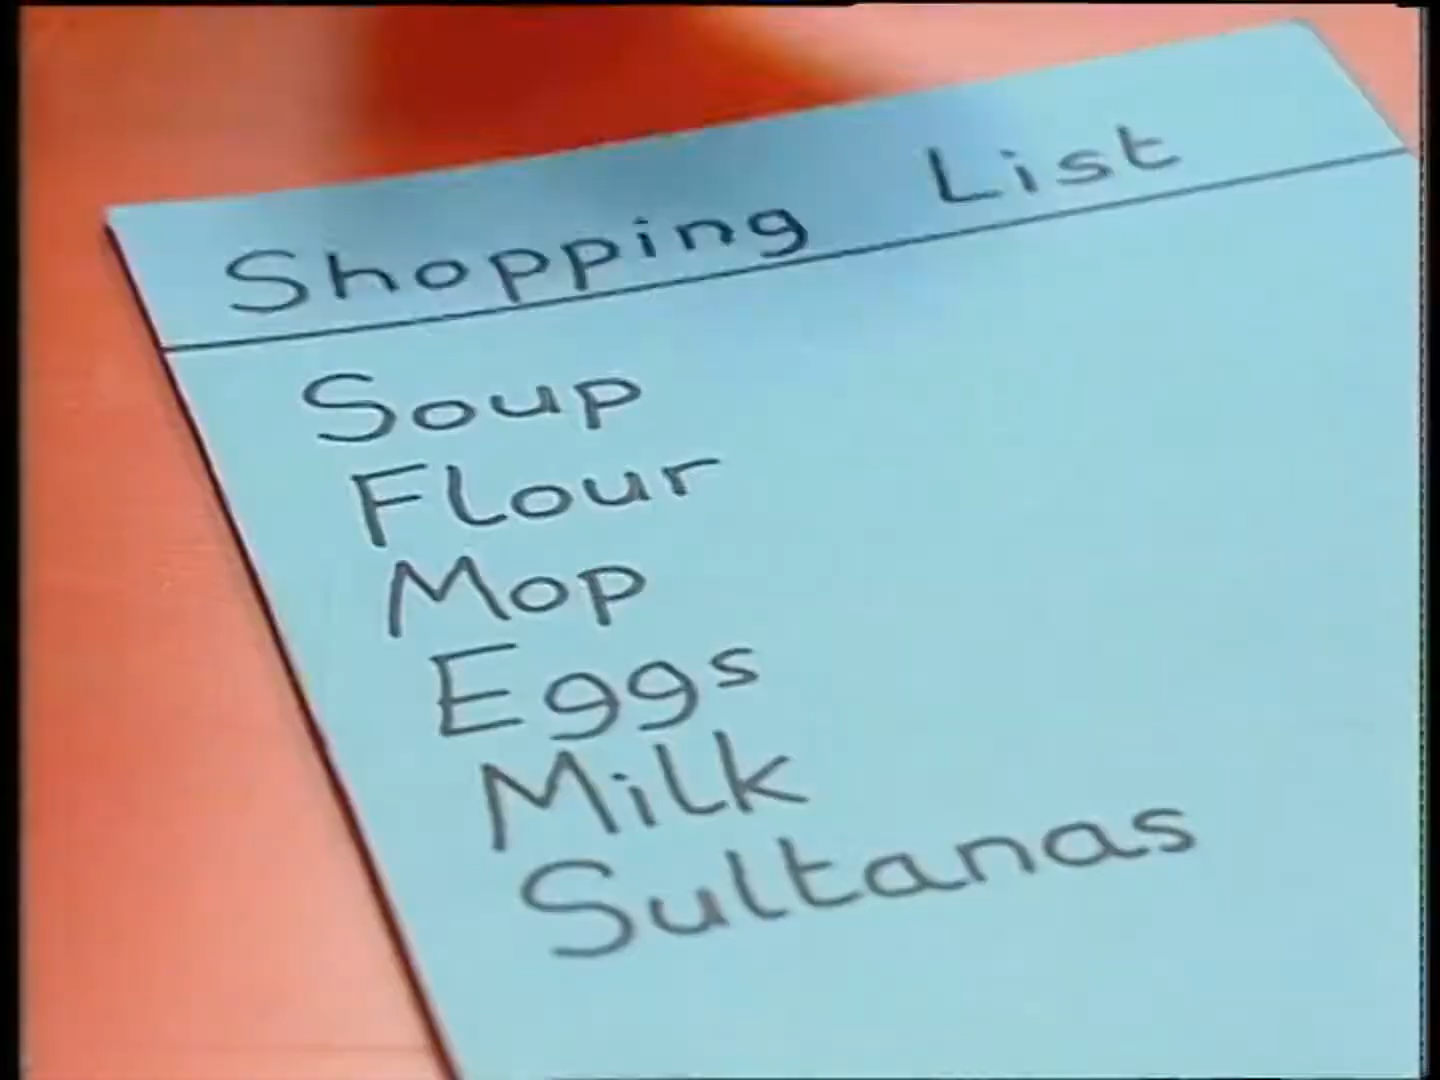 Shopping List
Soup
Flour
Mop
Eggs
Milk
Sultanas